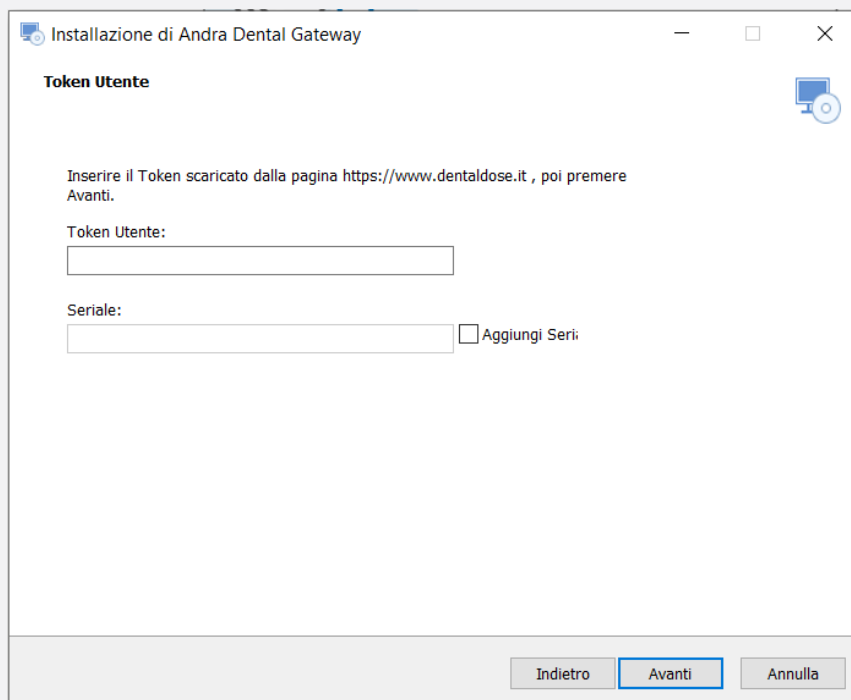 Installazione di Andra Dental Gateway
Token Utente
Inserire il Token scaricato dalla pagina https://www.dentaldose.it , poi premere
Avanti.
Token Utente:
Seriale:
Aggiungi Seria
Indietro
Avanti
Annulla